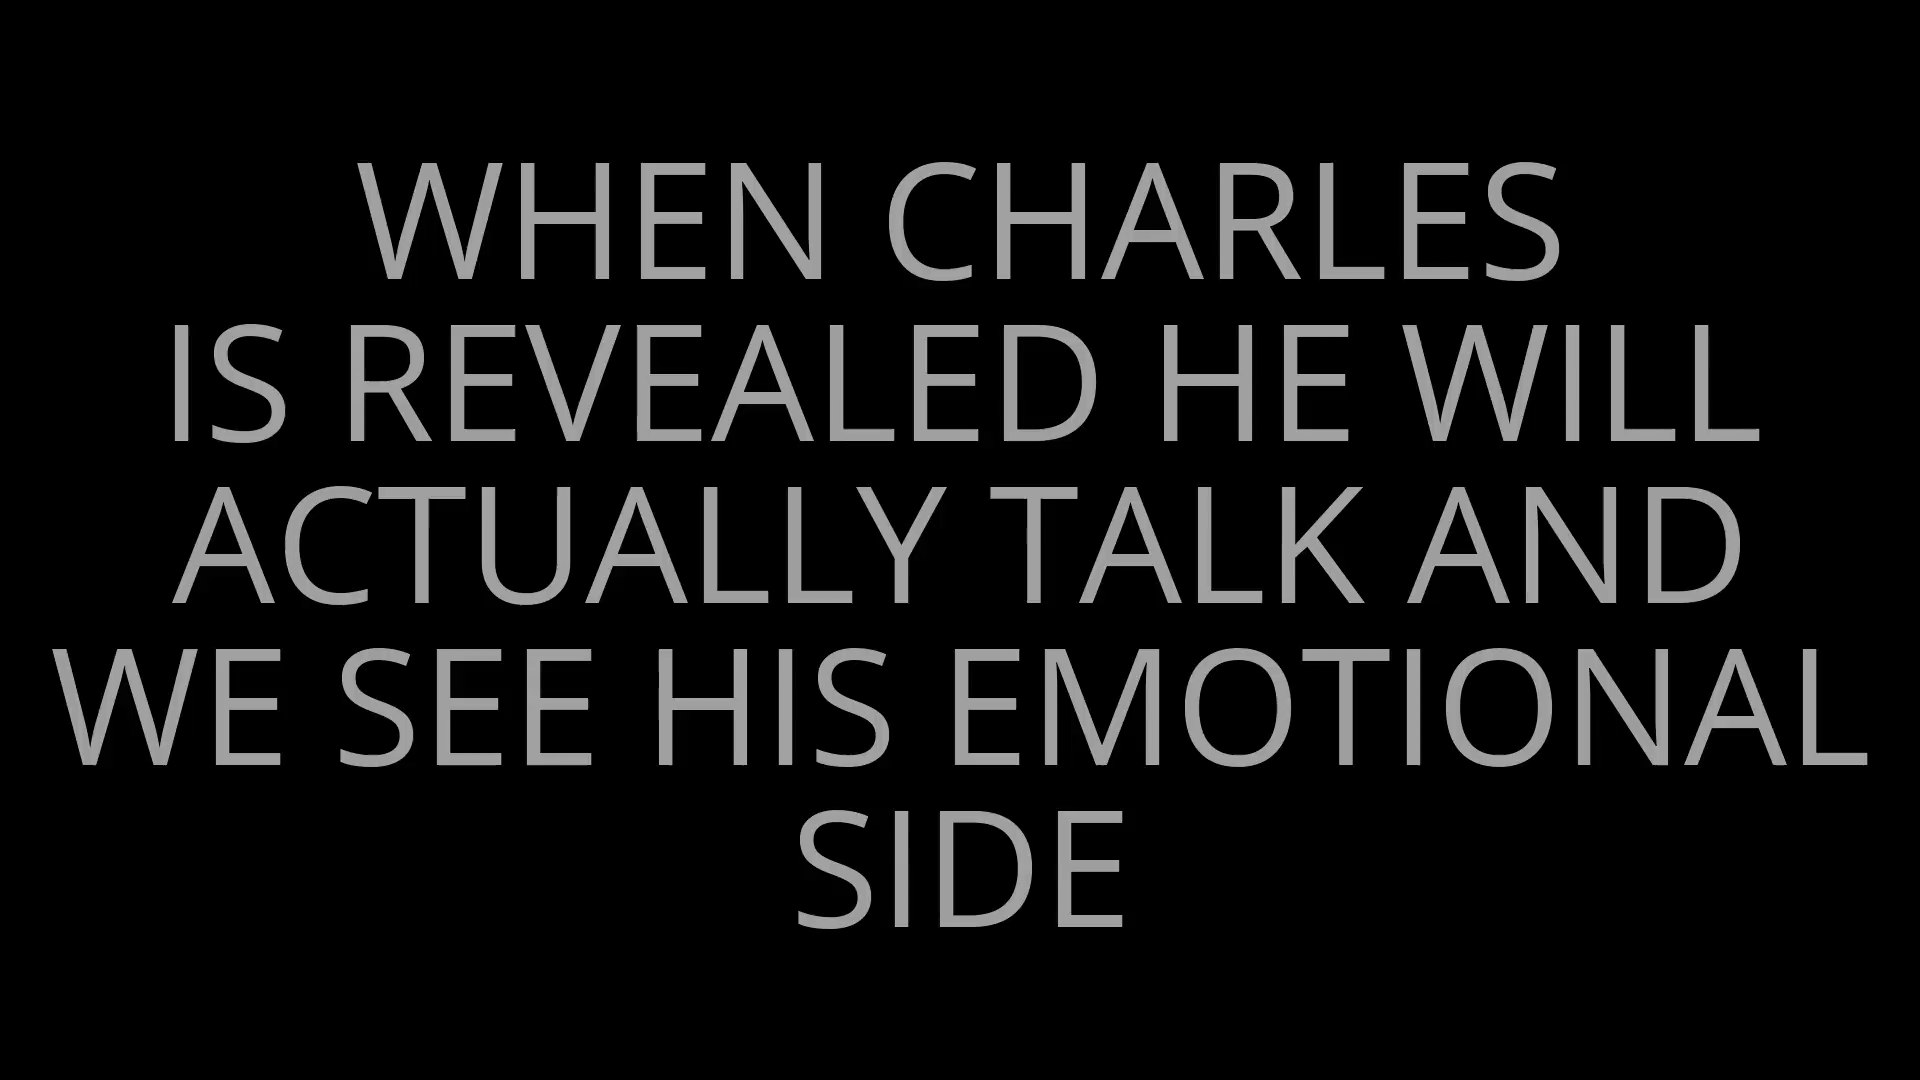 WHEN CHARLES
IS REVEALED HE WILL
ACTUALLY TALK AND
WE SEE HIS EMOTIONAL
SIDE